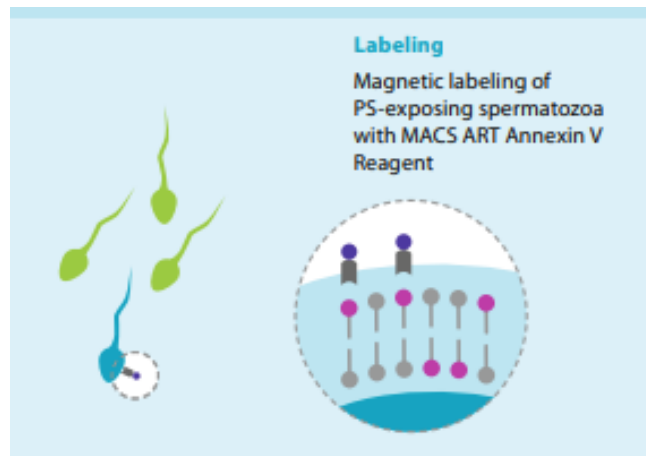 Labeling
Magnetic labeling of
PS-exposing spermatozoa
with MACS ART Annexin V
Reagent